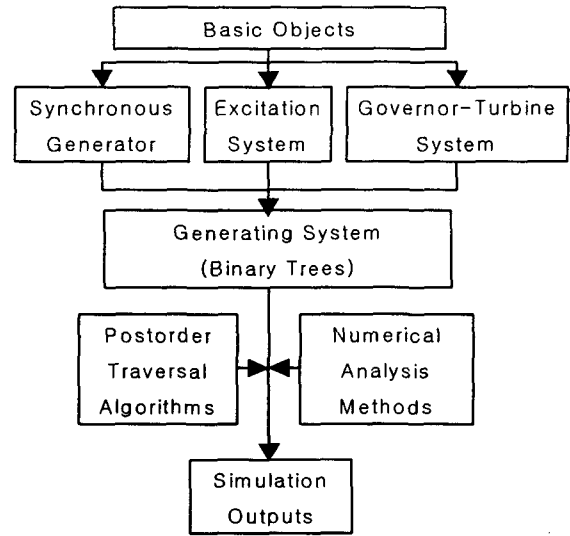 Basic Objects
Synchronous
Generator
Excitation
System
Governor-Turbine
System
Generating System
(Binary Trees)
Postorder
Traversal
Algorithms
Numerical
Analysis
Methods
Simulation
Outputs